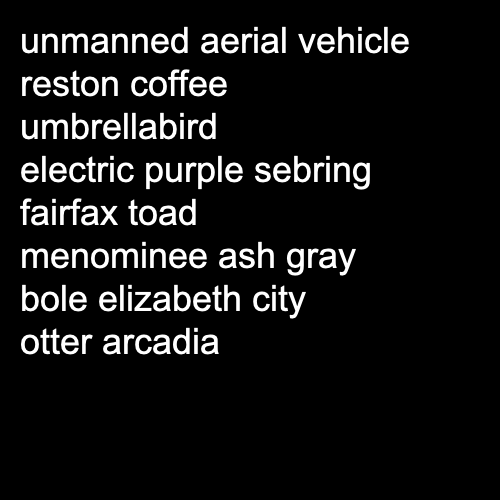 unmanned aerial vehicle
reston coffee
umbrellabird
electric purple sebring
fairfax toad
menominee ash gray
bole elizabeth city
otter arcadia